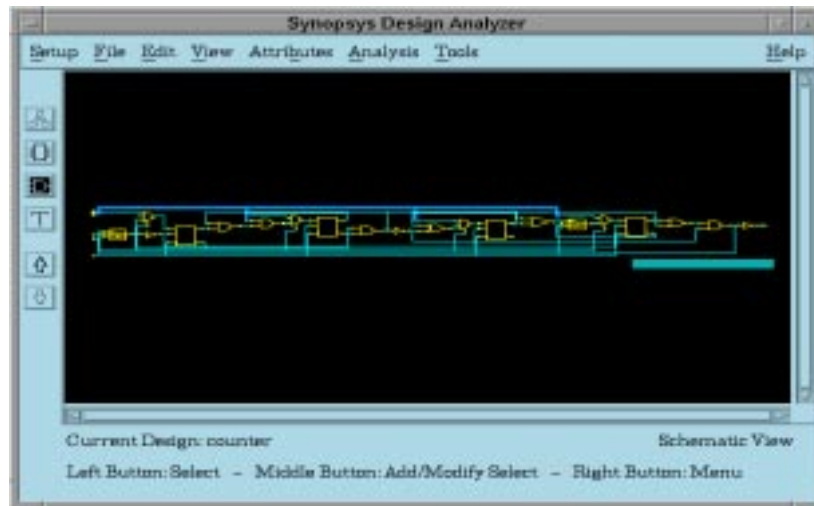 Synopsys Design Analyzer
Setup File Edit View Attributes Analysis Tools Help
T
Current Design: counter Schematic View
Left Button: Select - Middle Button: Add/Modify Select - Right Button: Menu